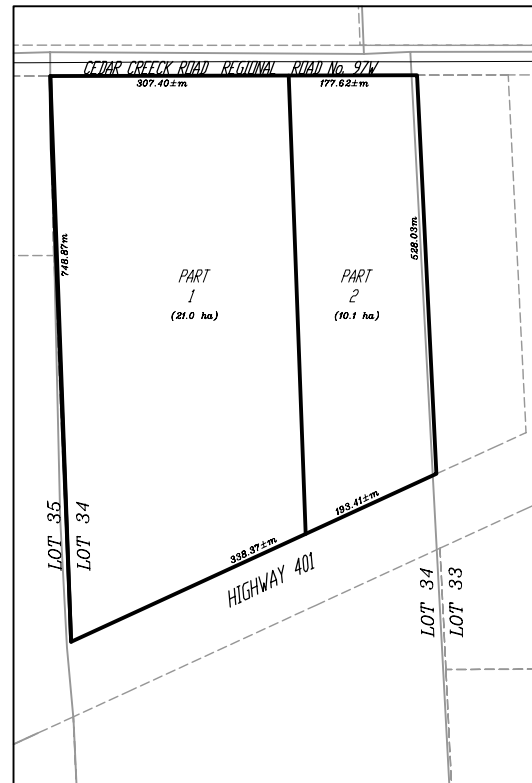 CEDAR CREECK ROAD REGIONAL ROAD No. 97W
307.40±m
177.62±m
748.87m
528.03m
PART
1
(21.0 ha)
PART
2
(10.1 ha)
193.41±m
338.37±m
HIGHWAY 401
LOT 35
LOT 34
LOT 34
LOT 33